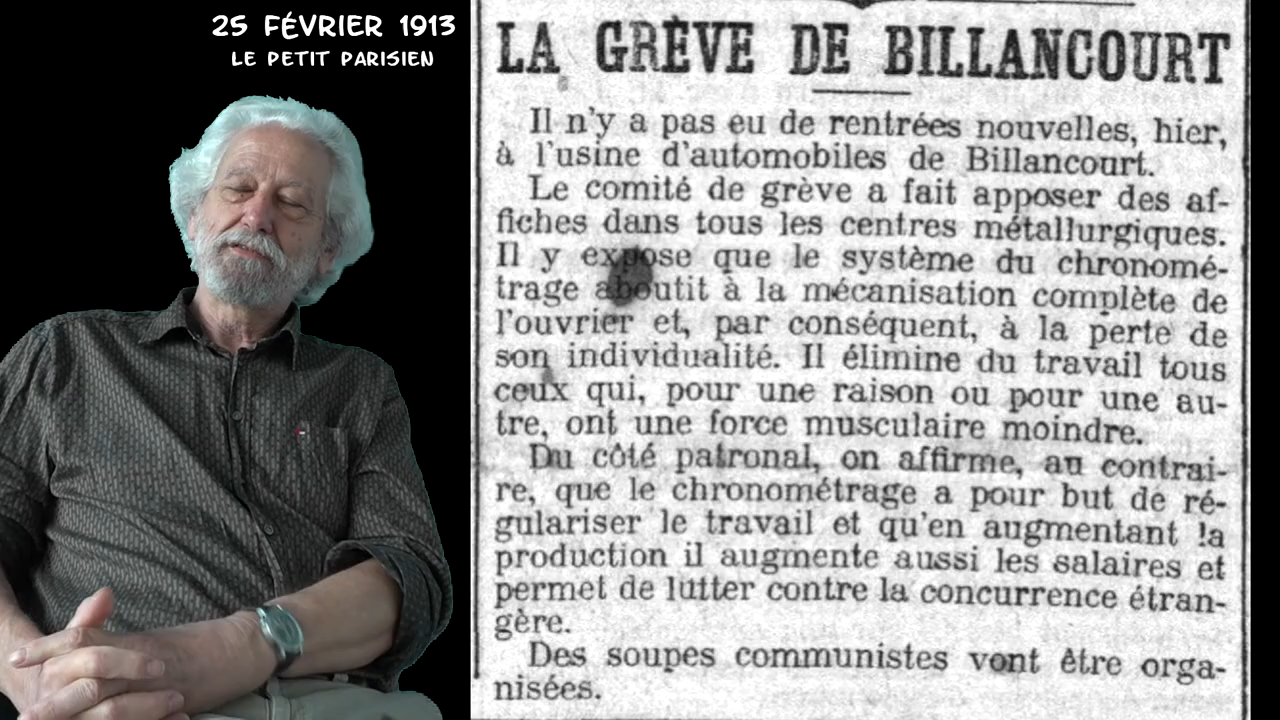 25 FÉVRIER 1913
LE PETIT PARISIEN
LA GRÈVE DE BILLANCOURT
Il n'y a pas eu de rentrées nouvelles, hier,
à l'usine d'automobiles de Billancourt.
Le comité de grève a fait apposer des af-
fiches dans tous les centres métallurgiques.
Il y expose que le système du chronomé-
trage aboutit à la mécanisation complète de
l'ouvrier et, par conséquent, à la perte de
son individualité. Il élimine du travail tous
ceux qui, pour une raison ou pour une au-
tre, ont une force musculaire moindre.
Du côté patronal, on affirme, au contrai-
re, que le chronométrage a pour but de ré-
gulariser le travail et qu'en augmentant la
production il augmente aussi les salaires et
permet de lutter contre la concurrence étran-
gère.
Des soupes communistes vont être orga-
nisées.